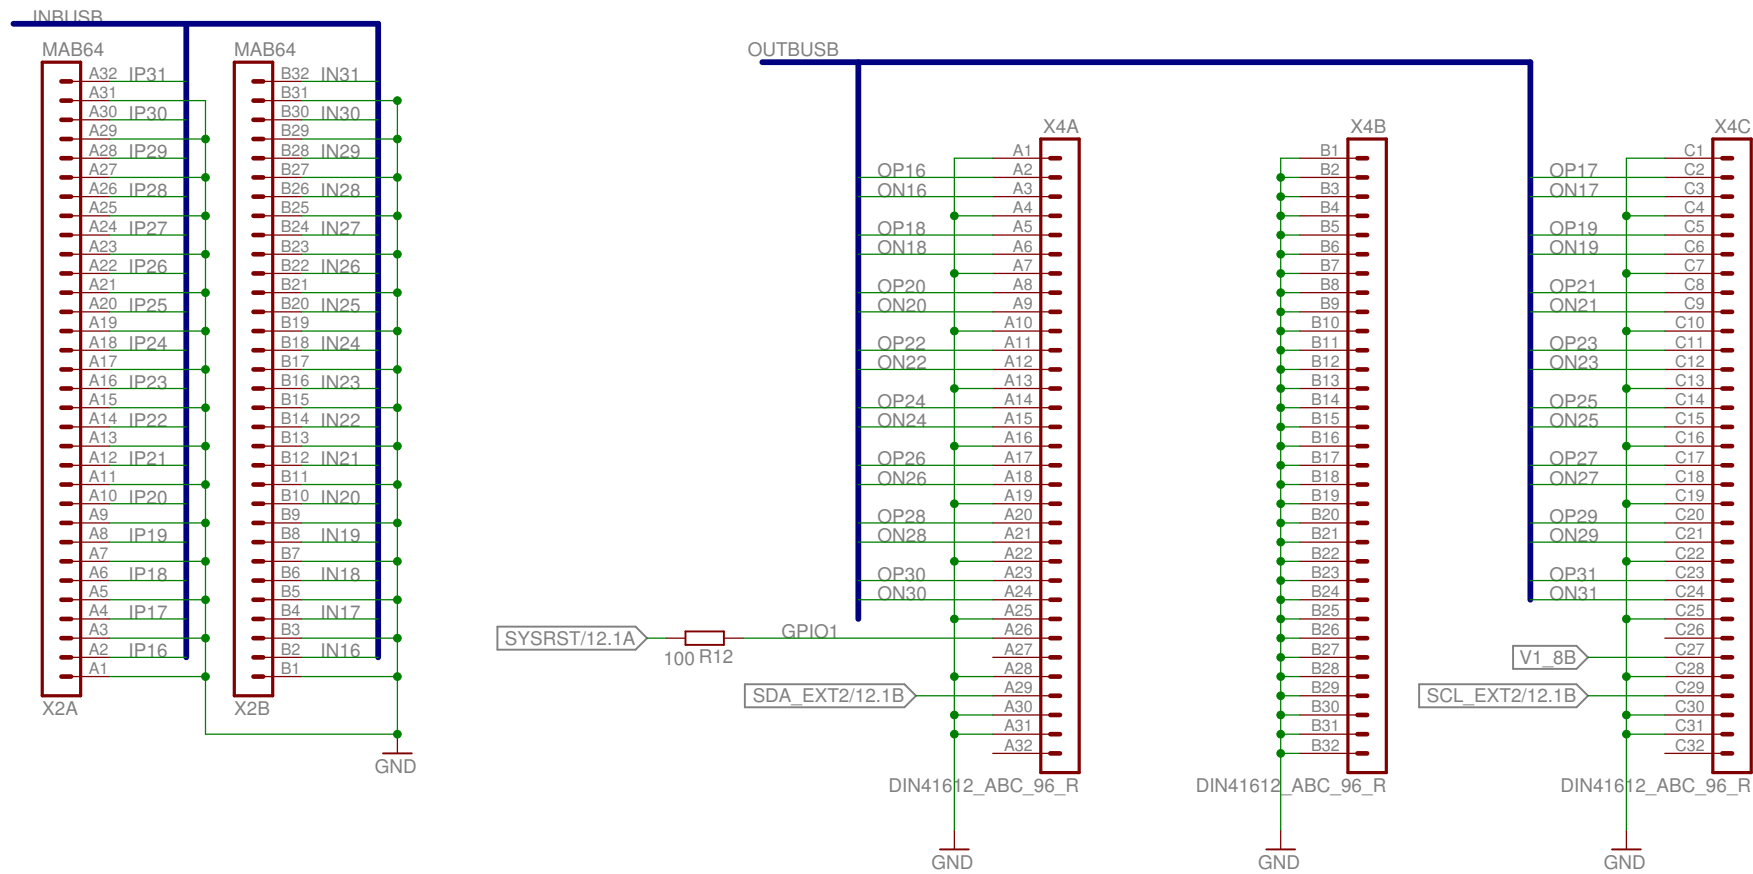 INBUSB
MAB64 MAB64
A32 IP31 B32 IN31
A31 B31
A30 IP30 B30 IN30
A29 B29
A28 IP29 B28 IN29
A27 B27
A26 IP28 B26 IN28
A25 B25
A24 IP27 B24 IN27
A23 B23
A22 IP26 B22 IN26
A21 B21
A20 IP25 B20 IN25
A19 B19
A18 IP24 B18 IN24
A17 B17
A16 IP23 B16 IN23
A15 B15
A14 IP22 B14 IN22
A13 B13
A12 IP21 B12 IN21
A11 B11
A10 IP20 B10 IN20
A9 B9
A8 IP19 B8 IN19
A7 B7
A6 IP18 B6 IN18
A5 B5
A4 IP17 B4 IN17
A3 B3
A2 IP16 B2 IN16
A1 B1
X2A X2B
GND
OUTBUSB
X4A X4B X4C
A1 B1 C1
OP16 A2 B2 OP17 C2
ON16 A3 B3 ON17 C3
A4 B4 C4
OP18 A5 B5 OP19 C5
ON18 A6 B6 ON19 C6
A7 B7 C7
OP20 A8 B8 OP21 C8
ON20 A9 B9 ON21 C9
A10 B10 C10
OP22 A11 B11 OP23 C11
ON22 A12 B12 ON23 C12
A13 B13 C13
OP24 A14 B14 OP25 C14
ON24 A15 B15 ON25 C15
A16 B16 C16
OP26 A17 B17 OP27 C17
ON26 A18 B18 ON27 C18
A19 B19 C19
OP28 A20 B20 OP29 C20
ON28 A21 B21 ON29 C21
A22 B22 C22
OP30 A23 B23 OP31 C23
ON30 A24 B24 ON31 C24
A25 B25 C25
SYSRST/12.1A 100 R12 GPIO1 A26 B26 C26
A27 B27 V1_8B C27
A28 B28 C28
SDA_EXT2/12.1B A29 B29 SCL_EXT2/12.1B C29
A30 B30 C30
A31 B31 C31
A32 B32 C32
DIN41612_ABC_96_R DIN41612_ABC_96_R DIN41612_ABC_96_R
GND GND GND